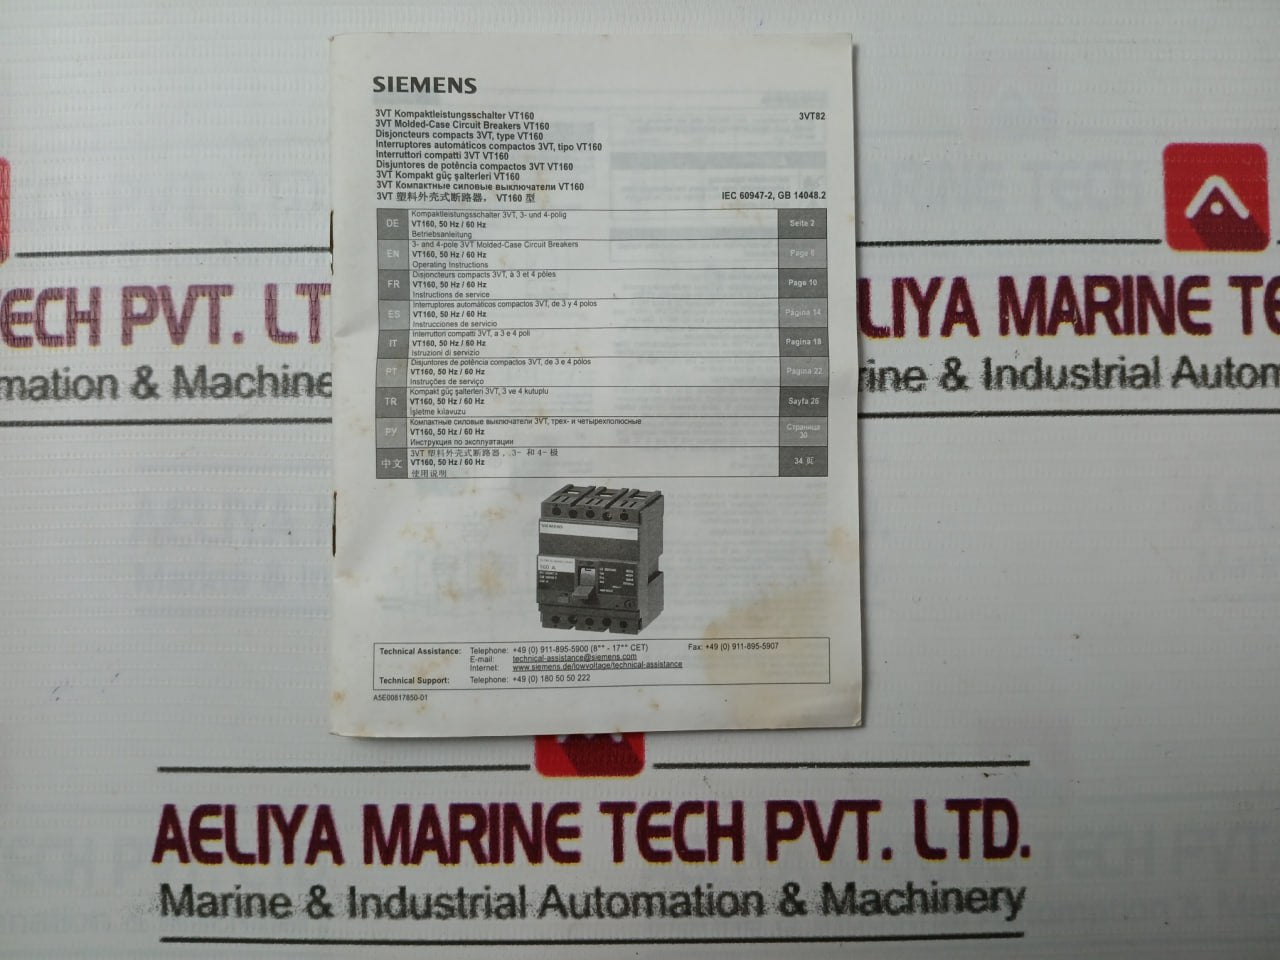 SIEMENS
3VT Kompaktleistungsschalter VT160
3VT82
3VT Molded-Case Circuit Breakers VT160
Disjoncteurs compacts 3VT, type VT160
Interruptores automáticos compactos 3VT, tipo VT160
Interruttori compatti 3VT VT160
Disjuntores de potência compactos 3VT VT160
3VT Kompakt güç şalterleri VT160
3VT Компактные силовые выключатели VT160
3VT 塑料外壳式断路器， VT160 型
IEC 60947-2, GB 14048.2
DE
Kompaktleistungsschalter 3VT, 3- und 4-polig
VT160, 50 Hz / 60 Hz
Betriebsanleitung
Seite 2
EN
3- and 4-pole 3VT Molded-Case Circuit Breakers
VT160, 50 Hz / 60 Hz
Operating Instructions
Page 6
FR
Disjoncteurs compacts 3VT, à 3 et 4 pôles
VT160, 50 Hz / 60 Hz
Instructions de service
Page 10
ES
Interruptores automáticos compactos 3VT, de 3 y 4 polos
VT160, 50 Hz / 60 Hz
Instrucciones de servicio
Página 14
IT
Interruttori compatti 3VT, a 3 e 4 poli
VT160, 50 Hz / 60 Hz
Istruzioni di servizio
Pagina 18
PT
Disjuntores de potência compactos 3VT, de 3 e 4 pólos
VT160, 50 Hz / 60 Hz
Instruções de serviço
Página 22
TR
Kompakt güç şalterleri 3VT, 3 ve 4 kutuplu
VT160, 50 Hz / 60 Hz
İşletme kılavuzu
Sayfa 26
РУ
Компактные силовые выключатели 3VT, трех- и четырехполюсные
VT160, 50 Hz / 60 Hz
Инструкция по эксплуатации
Страница
30
中文
3VT 塑料外壳式断路器， 3- 和 4- 极
VT160, 50 Hz / 60 Hz
使用说明
34 页
SIEMENS
160 A
Technical Assistance: Telephone: +49 (0) 911-895-5900 (8°° - 17°° CET) Fax: +49 (0) 911-895-5907
E-mail: technical-assistance@siemens.com
Internet: www.siemens.de/lowvoltage/technical-assistance
Technical Support: Telephone: +49 (0) 180 50 50 222
A5E00817850-01
TECH PVT. LT
mation & Machine
LIYA MARINE TE
rine & Industrial Autom
AELIYA MARINE TECH PVT. LTD.
Marine & Industrial Automation & Machinery